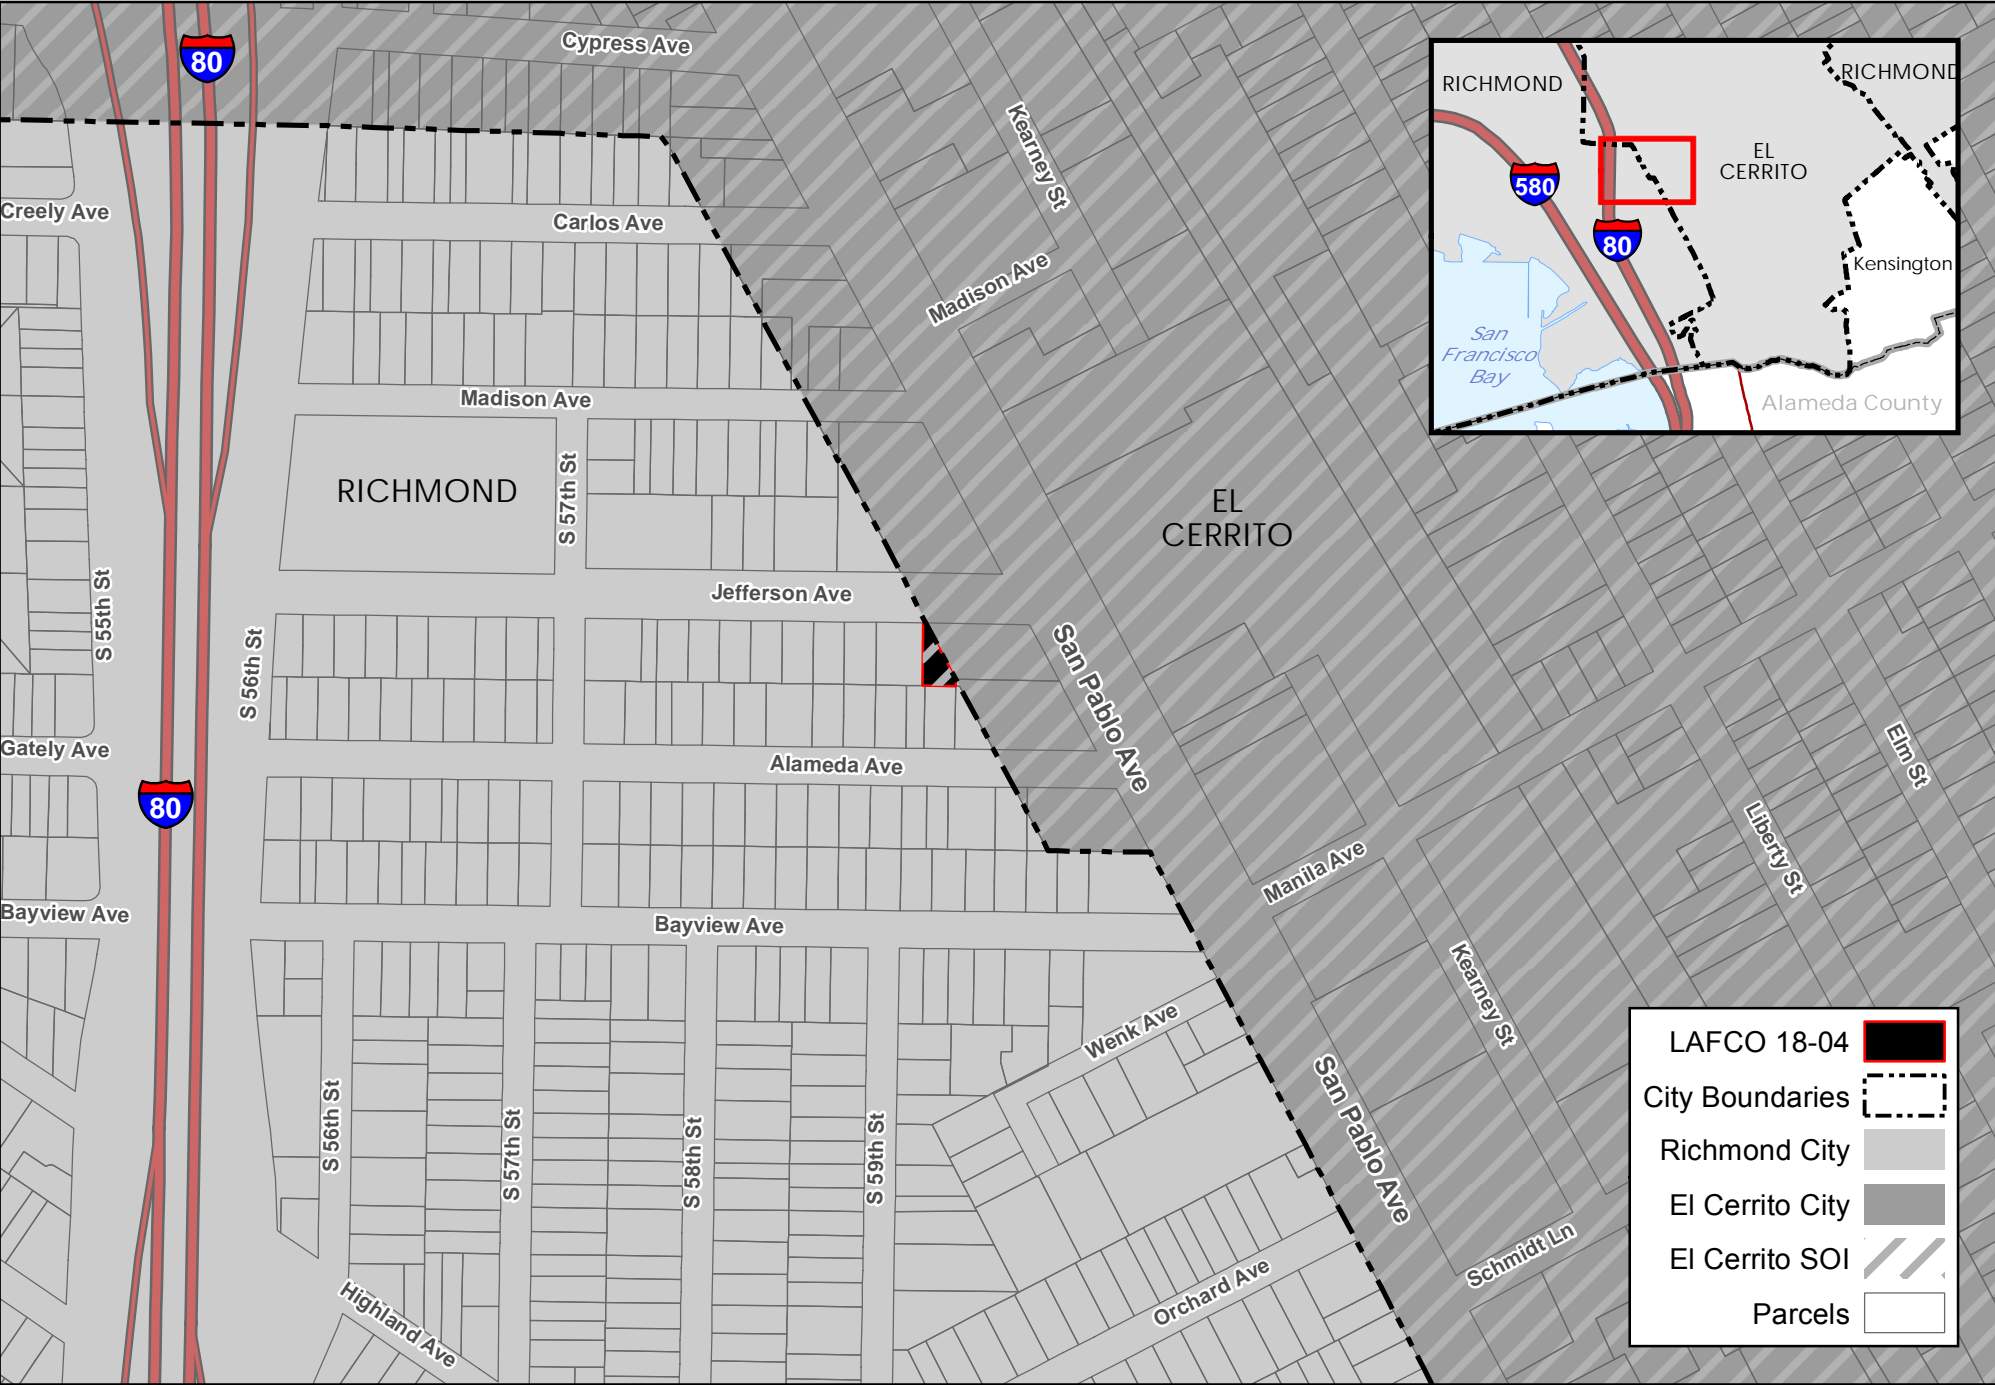 Cypress Ave
80
Kearney St
Creely Ave
Carlos Ave
Madison Ave
Madison Ave
RICHMOND
S 57th St
EL
CERRITO
S 55th St
Jefferson Ave
S 56th St
San Pablo Ave
Gately Ave
Alameda Ave
80
Elm St
Liberty St
Manila Ave
Bayview Ave
Bayview Ave
Kearney St
Wenk Ave
S 56th St
S 57th St
S 58th St
S 59th St
San Pablo Ave
Schmidt Ln
Orchard Ave
Highland Ave
RICHMOND
RICHMOND
EL
CERRITO
580
80
Kensington
San
Francisco
Bay
Alameda County
LAFCO 18-04
City Boundaries
Richmond City
El Cerrito City
El Cerrito SOI
Parcels